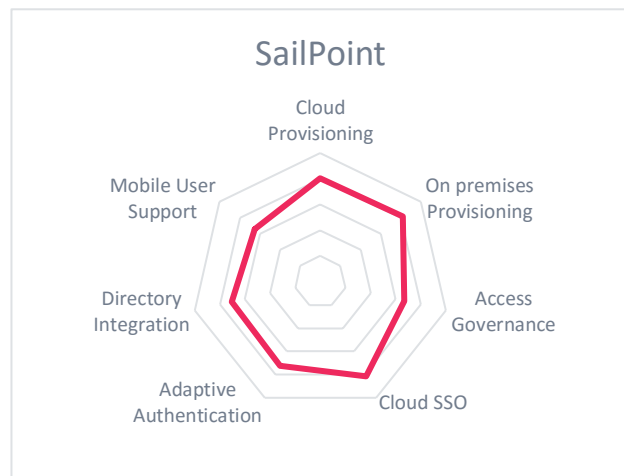 SailPoint
Cloud
Provisioning
On premises
Provisioning
Access
Governance
Cloud SSO
Adaptive
Authentication
Directory
Integration
Mobile User
Support